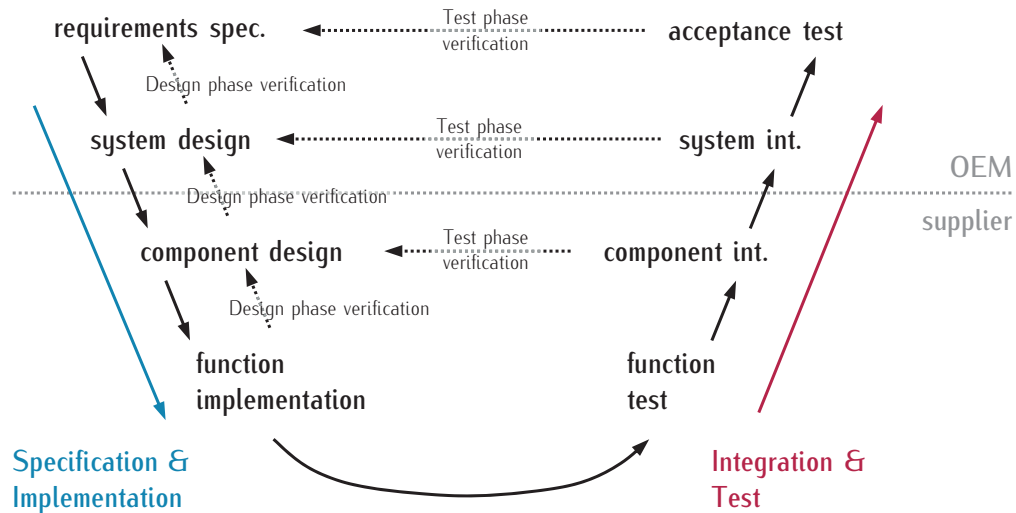 requirements spec.
Test phase
verification
acceptance test
Design phase verification
system design
Test phase
verification
system int.
OEM
Design phase verification
supplier
component design
Test phase
verification
component int.
Design phase verification
function
implementation
function
test
Specification &
Implementation
Integration &
Test